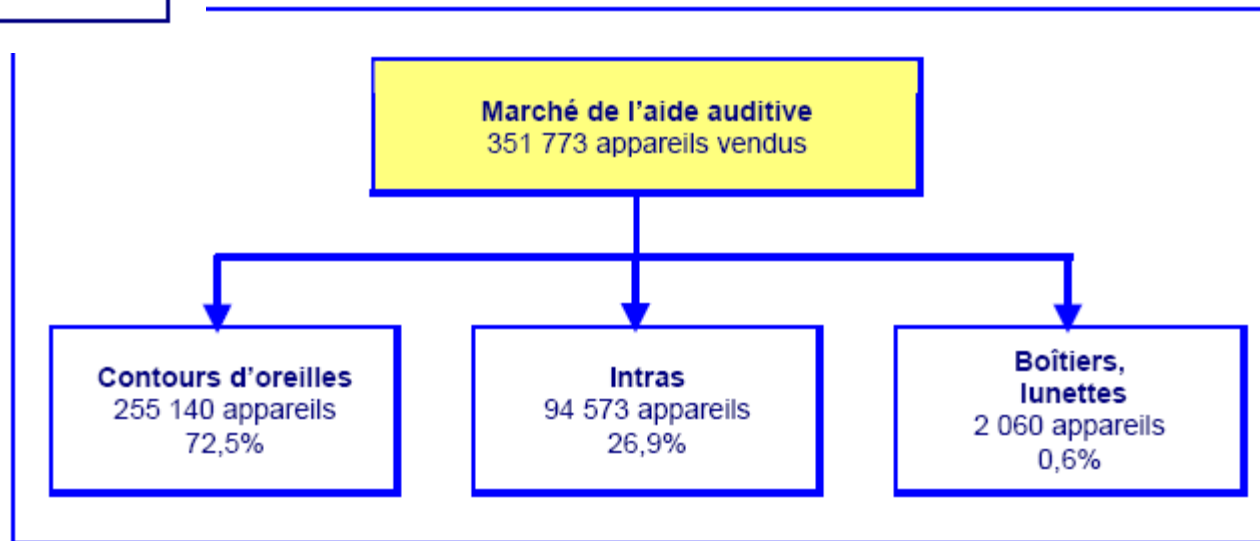 Marché de l'aide auditive
351 773 appareils vendus
Contours d'oreilles
255 140 appareils
72,5%
Intras
94 573 appareils
26,9%
Boîtiers,
lunettes
2 060 appareils
0,6%